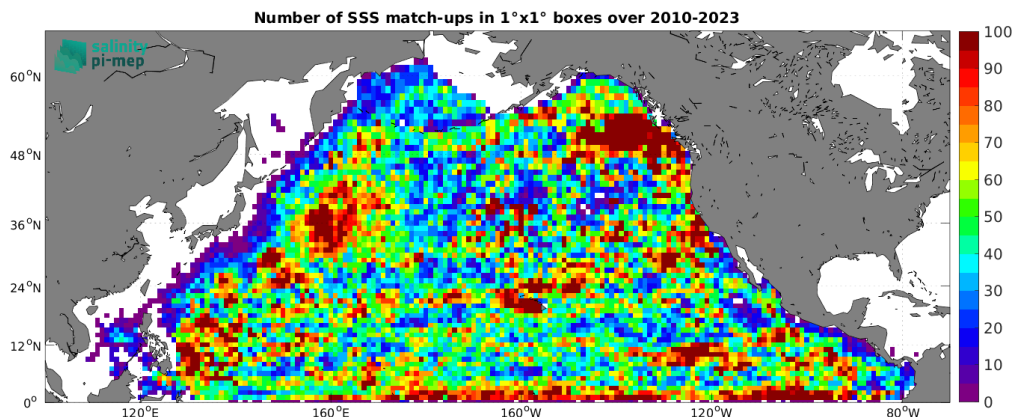 Number of SSS match-ups in 1°x1° boxes over 2010-2023
salinity
pi-mep
60°N
48°N
36°N
24°N
12°N
0°
120°E
160°E
160°W
120°W
80°W
100
90
80
70
60
50
40
30
20
10
0